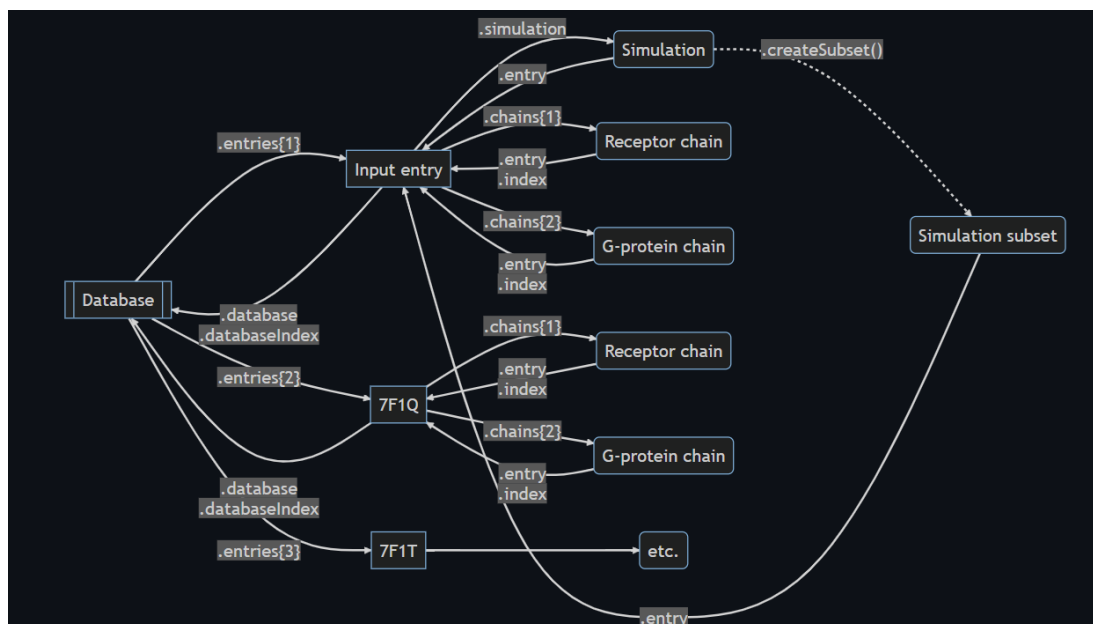 .simulation
Simulation
.createSubset()
.entry
.chains{1}
.entries{1}
Receptor chain
Input entry
.entry
.index
.chains{2}
G-protein chain
Simulation subset
.entry
.index
Database
.database
.databaseIndex
.chains{1}
Receptor chain
.entry
.index
.entries{2}
7F1Q
.chains{2}
G-protein chain
.entry
.index
.database
.databaseIndex
.entries{3}
7F1T
etc.
.entry